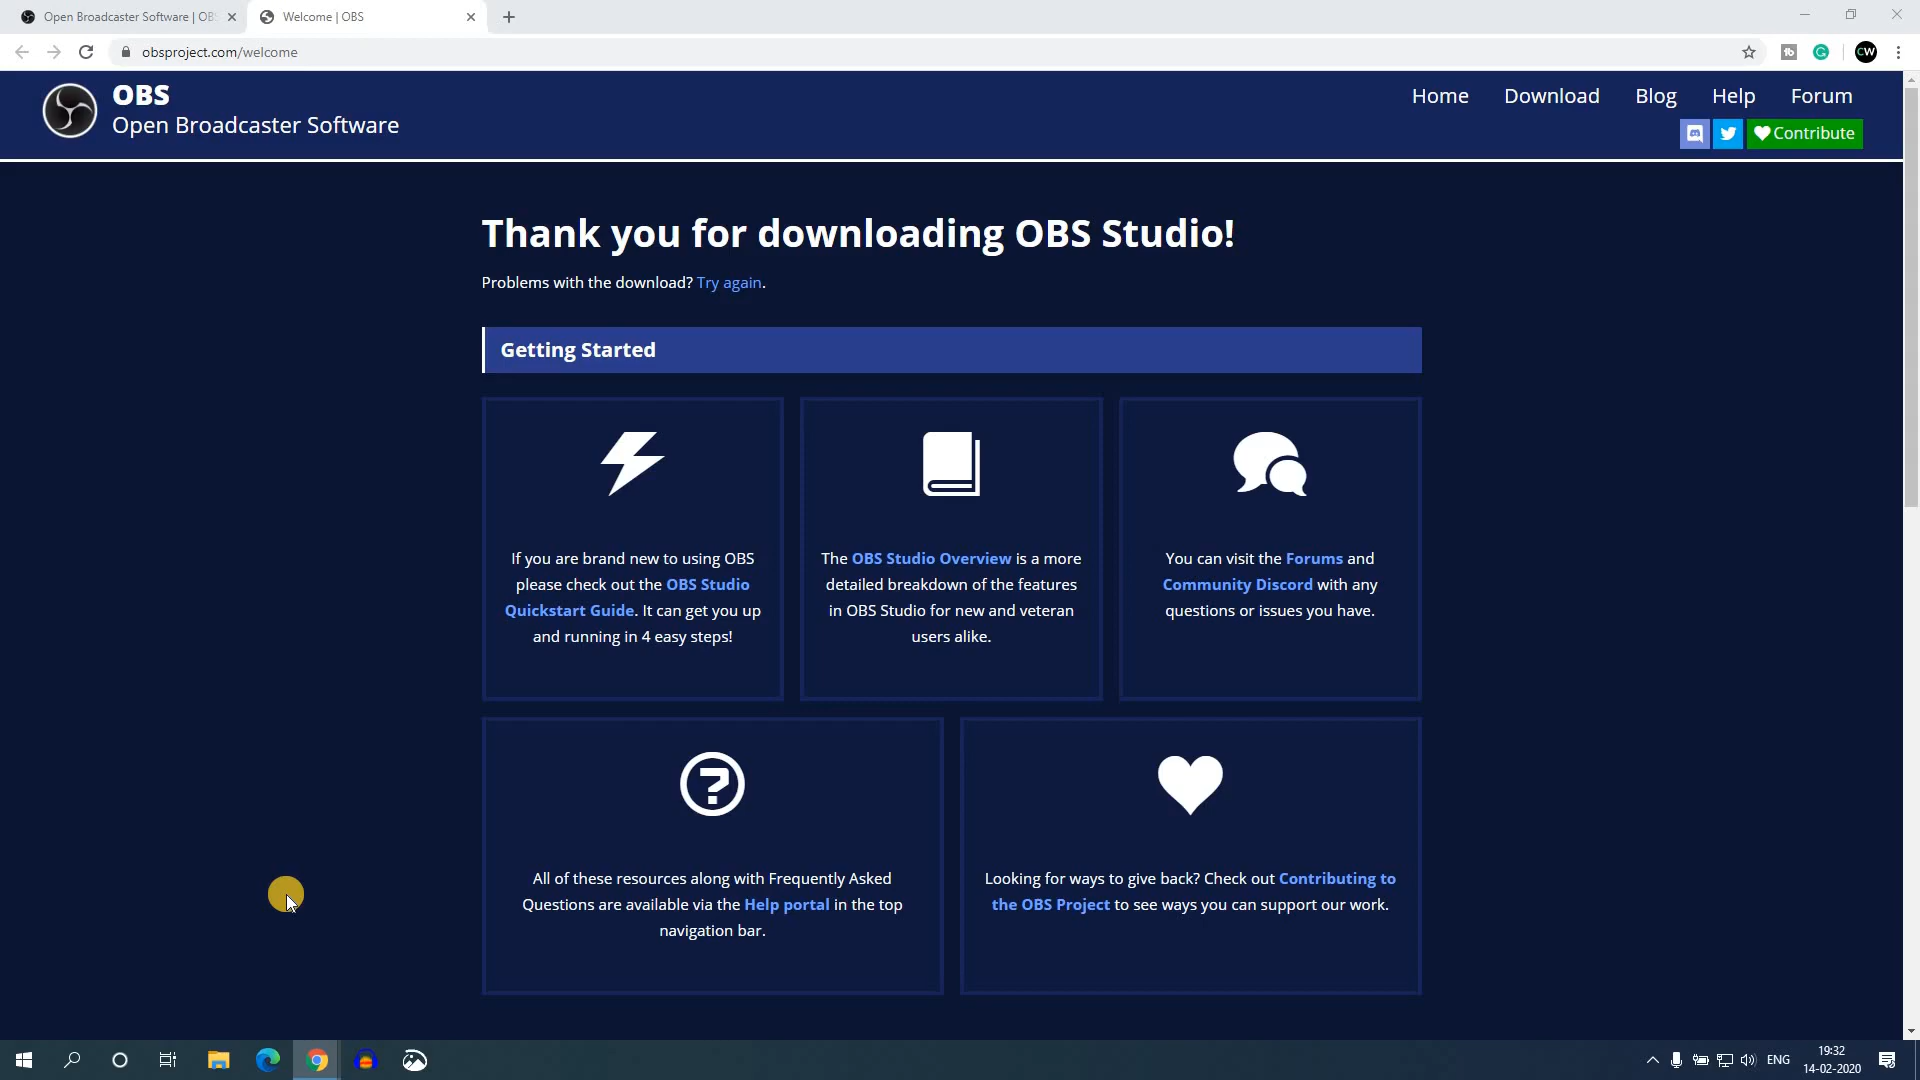 Open Broadcaster Software | OBS
Welcome | OBS
obsproject.com/welcome
CW
OBS
Open Broadcaster Software
Home
Download
Blog
Help
Forum
Contribute
Thank you for downloading OBS Studio!
Problems with the download? Try again.
Getting Started
If you are brand new to using OBS
please check out the OBS Studio
Quickstart Guide. It can get you up
and running in 4 easy steps!
The OBS Studio Overview is a more
detailed breakdown of the features
in OBS Studio for new and veteran
users alike.
You can visit the Forums and
Community Discord with any
questions or issues you have.
All of these resources along with Frequently Asked
Questions are available via the Help portal in the top
navigation bar.
Looking for ways to give back? Check out Contributing to
the OBS Project to see ways you can support our work.
ENG
19:32
14-02-2020